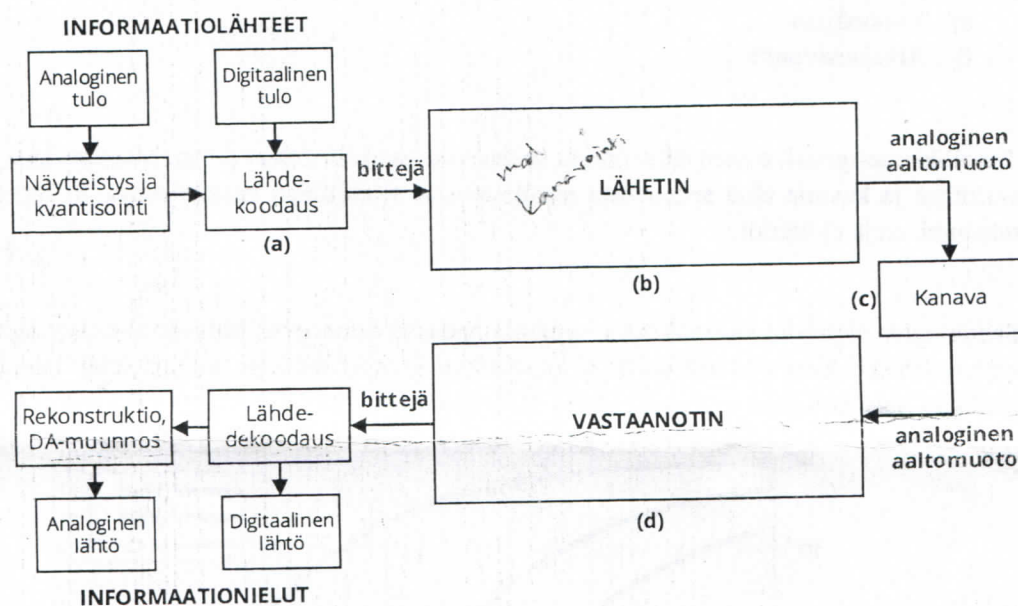 INFORMAATIOLÄHTEET
Analoginen
tulo
Digitaalinen
tulo
Näytteistys ja
kvantisointi
Lähde-
koodaus
(a)
bittejä
LÄHETIN
(b)
analoginen
aaltomuoto
(c)
Kanava
VASTAANOTIN
(d)
analoginen
aaltomuoto
bittejä
Lähde-
dekoodaus
Rekonstruktio,
DA-muunnos
Analoginen
lähtö
Digitaalinen
lähtö
INFORMAATIONIELUT